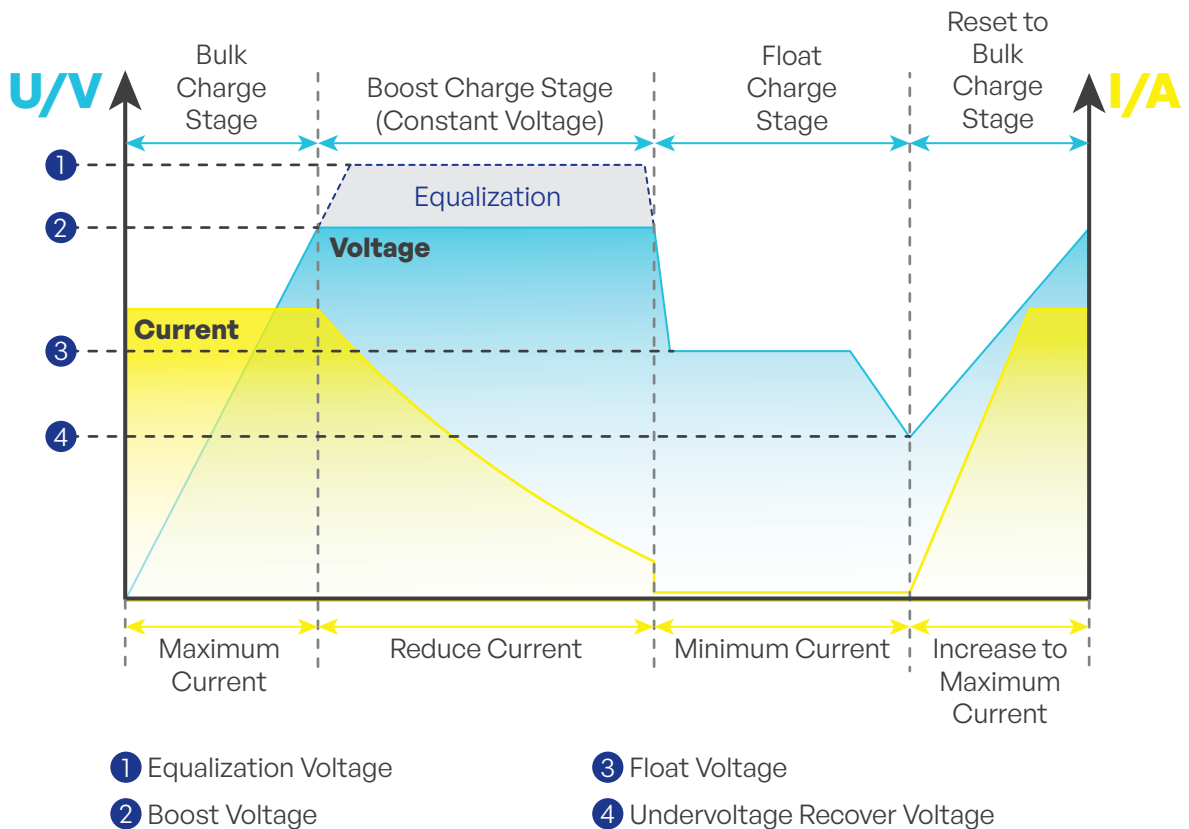 U/V
Bulk
Charge
Stage
Boost Charge Stage
(Constant Voltage)
Float
Charge
Stage
Reset to
Bulk
Charge
Stage
I/A
1
Equalization
2
Voltage
Current
3
4
Maximum
Current
Reduce Current
Minimum Current
Increase to
Maximum
Current
1 Equalization Voltage
2 Boost Voltage
3 Float Voltage
4 Undervoltage Recover Voltage